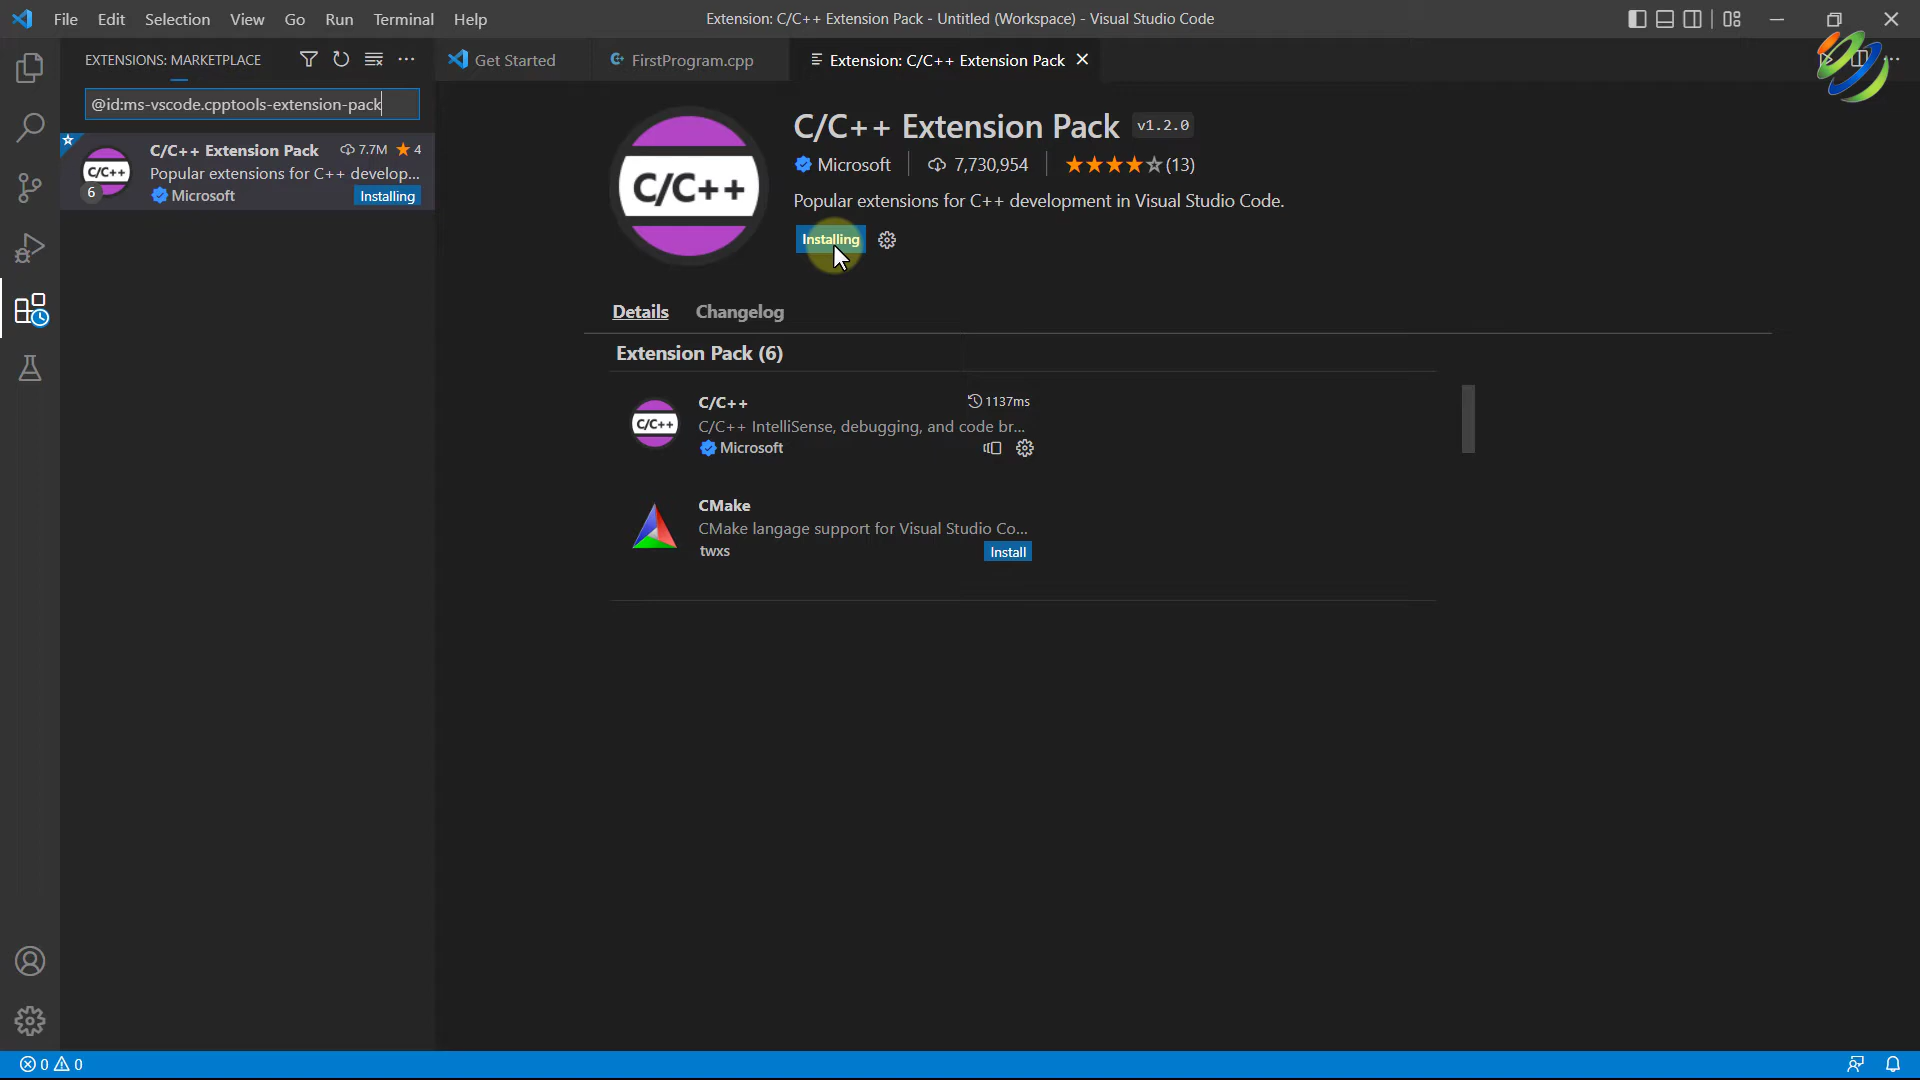 File Edit Selection View Go Run Terminal Help
Extension: C/C++ Extension Pack - Untitled (Workspace) - Visual Studio Code
EXTENSIONS: MARKETPLACE
@id:ms-vscode.cpptools-extension-pack
C/C++ Extension Pack 7.7M 4
C/C++
6
Popular extensions for C++ develop...
Microsoft Installing
Get Started
FirstProgram.cpp
Extension: C/C++ Extension Pack
C/C++
C/C++ Extension Pack v1.2.0
Microsoft 7,730,954 (13)
Popular extensions for C++ development in Visual Studio Code.
Installing
Details Changelog
Extension Pack (6)
C/C++
C/C++ 1137ms
C/C++ IntelliSense, debugging, and code br...
Microsoft
CMake
CMake langage support for Visual Studio Co...
twxs Install
0 0